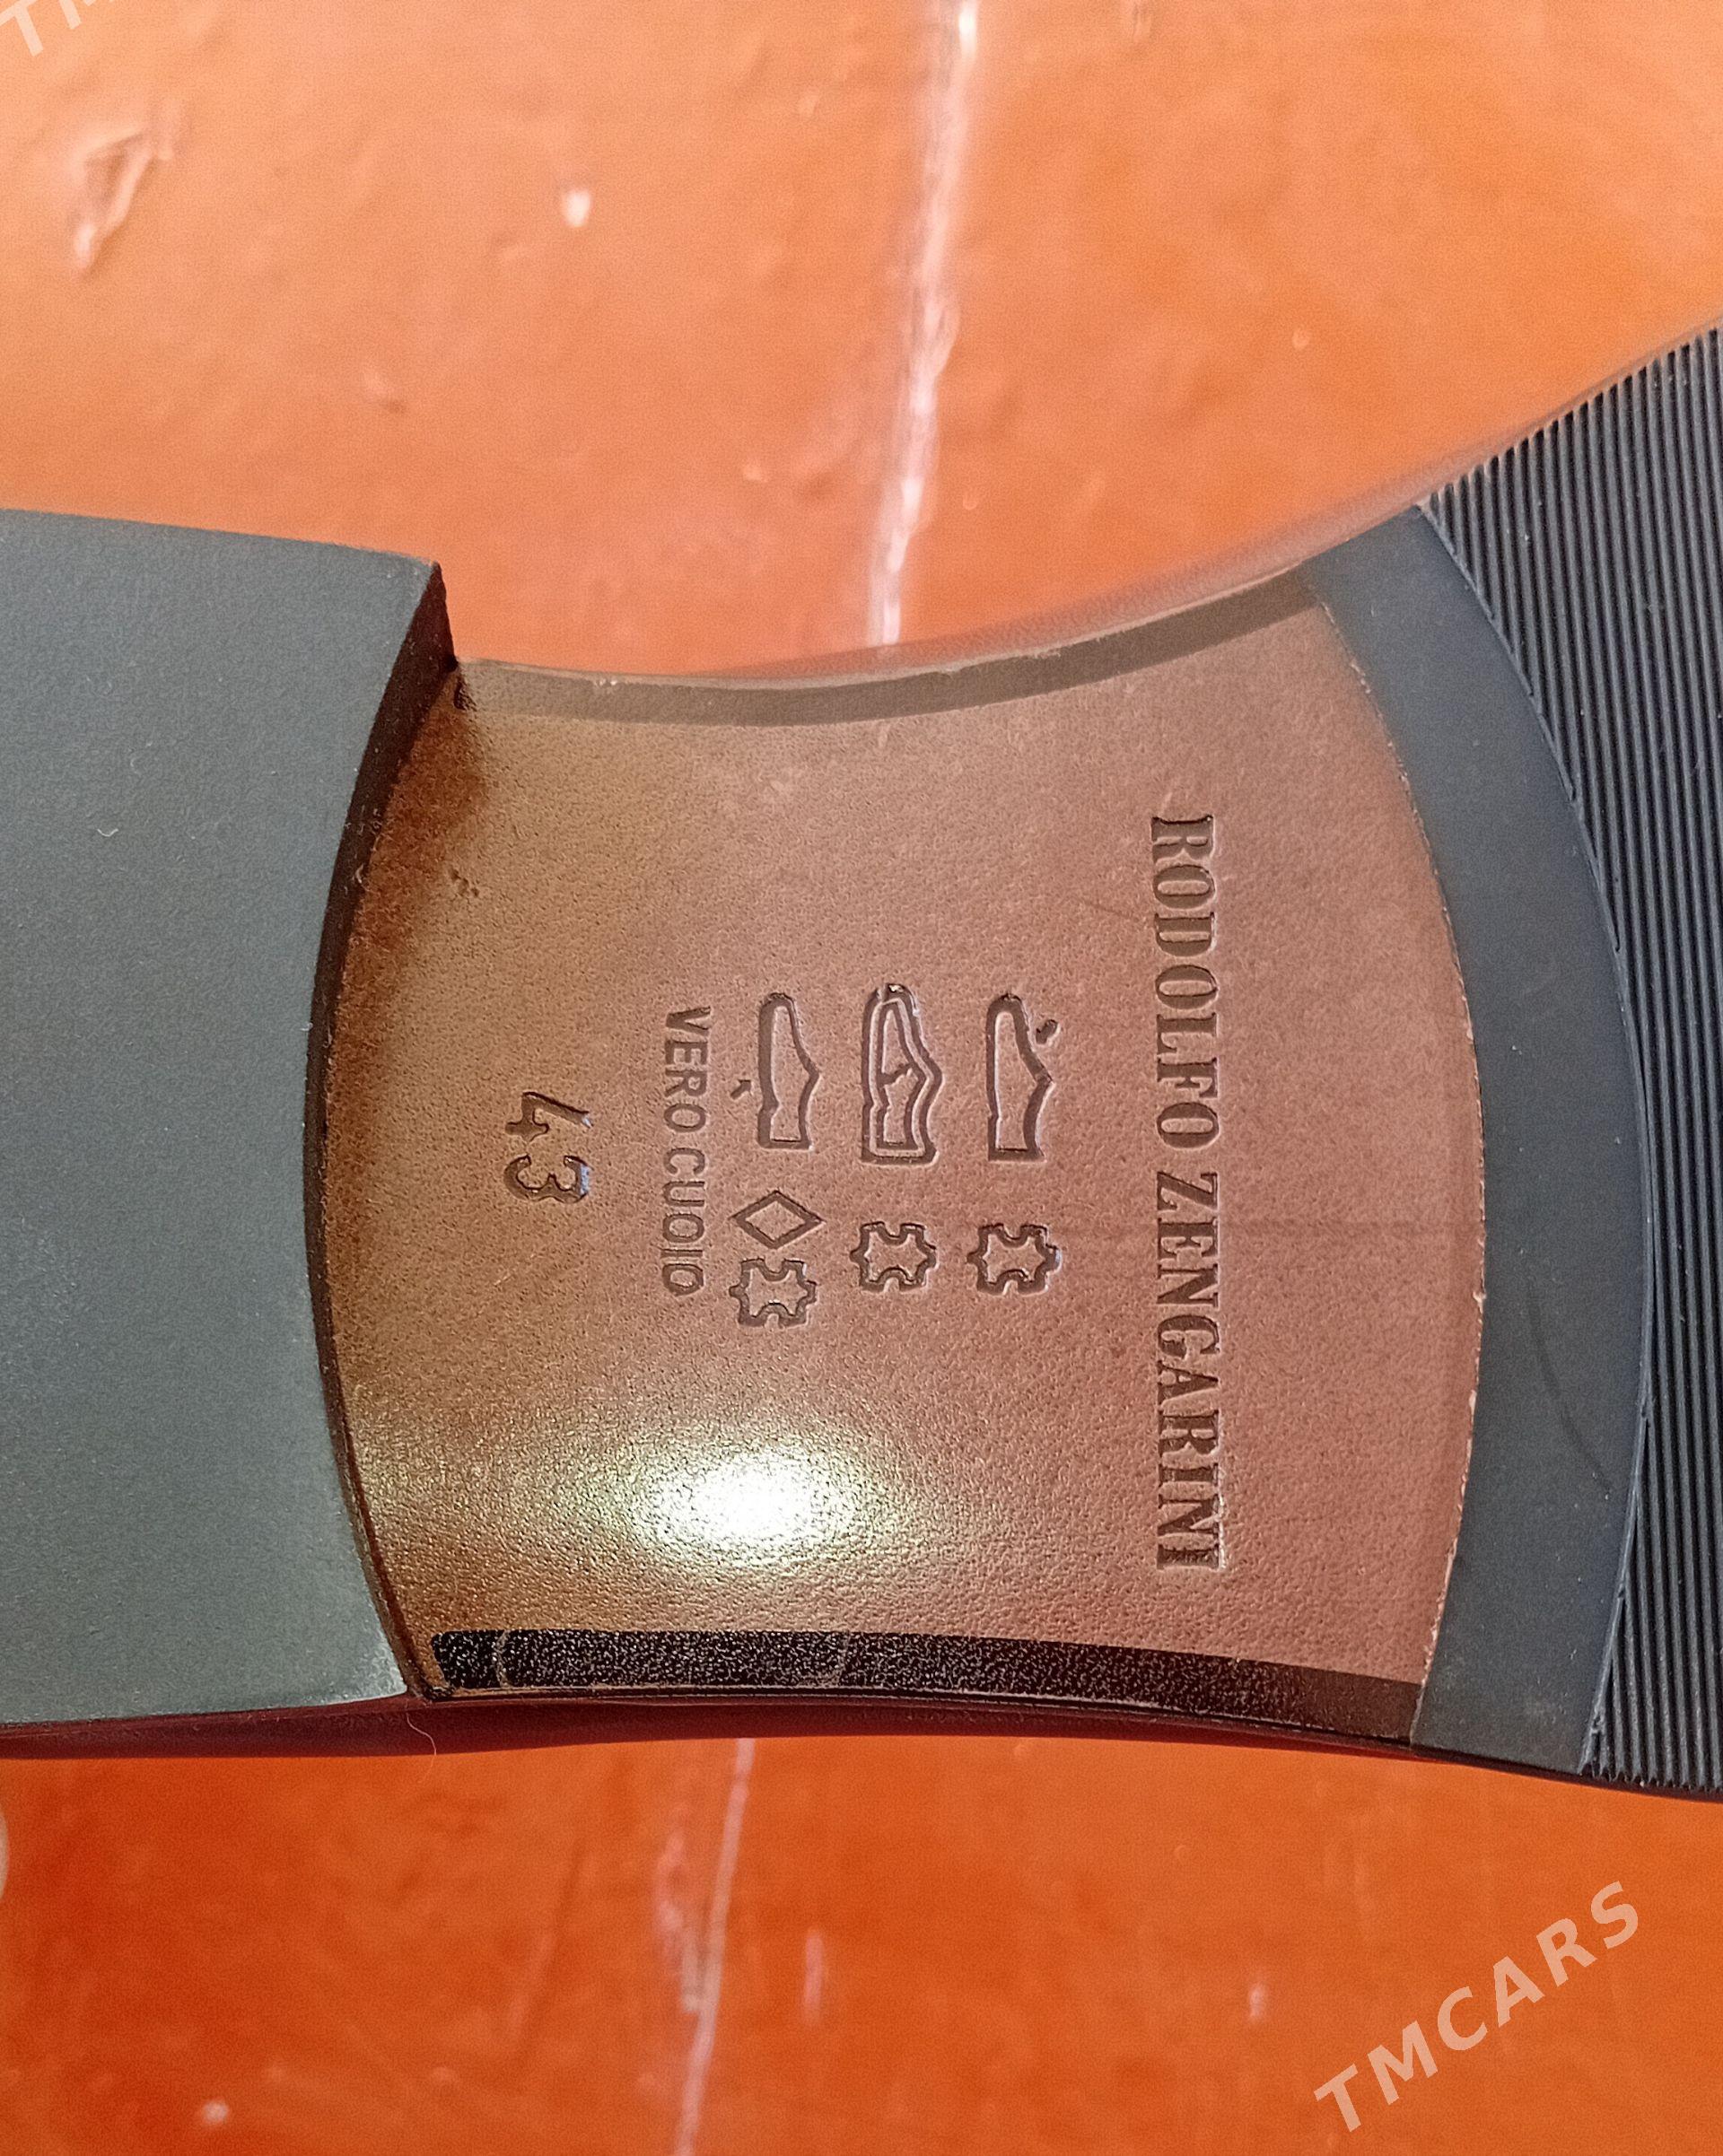 RODOLFO ZENGARINI
VERO CUOIO
43
TMCARS